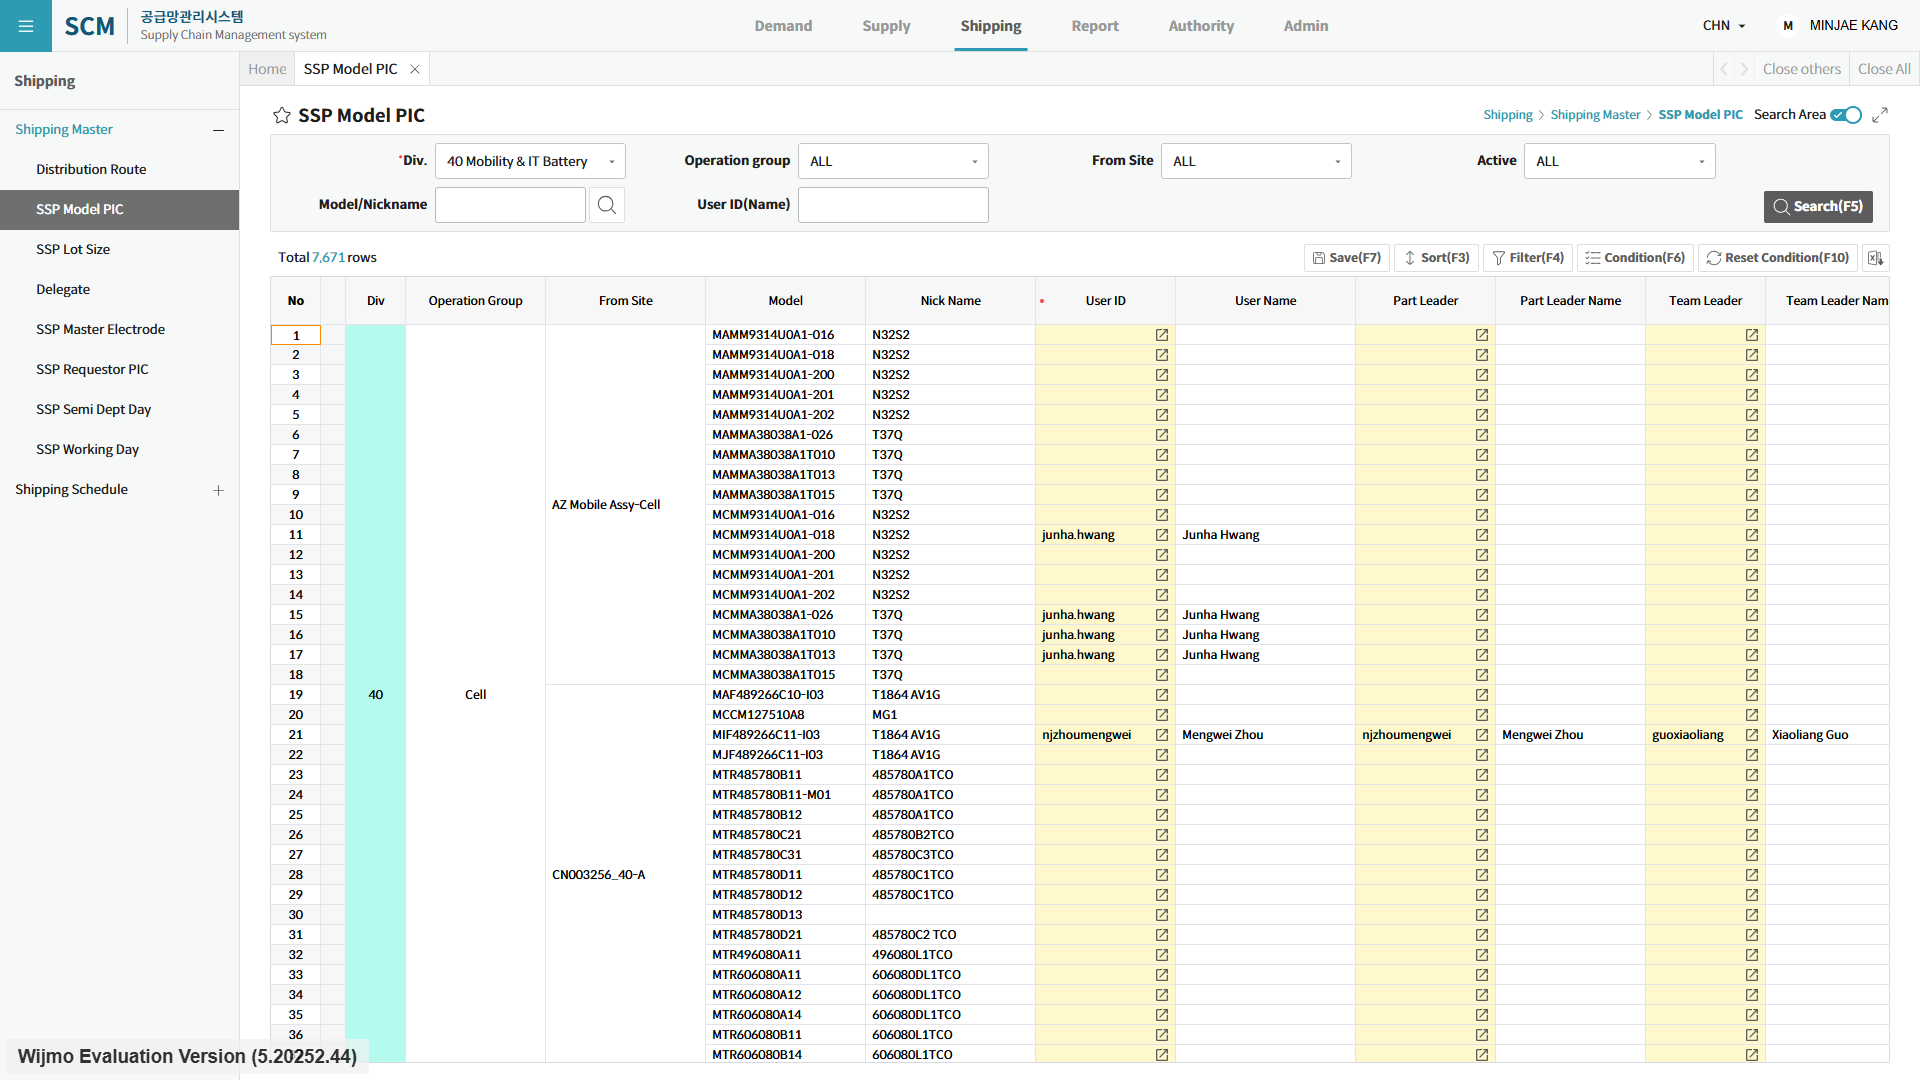 SCM
공급망관리시스템
Supply Chain Management system
Demand
Supply
Shipping
Report
Authority
Admin
CHN
M
MINJAE KANG
Shipping
Home
SSP Model PIC
Close others
Close All
Shipping Master
Distribution Route
SSP Model PIC
SSP Lot Size
Delegate
SSP Master Electrode
SSP Requestor PIC
SSP Semi Dept Day
SSP Working Day
Shipping Schedule
SSP Model PIC
Shipping > Shipping Master > SSP Model PIC
Search Area
*Div. 40 Mobility & IT Battery
Operation group ALL
From Site ALL
Active ALL
Model/Nickname
User ID(Name)
Search(F5)
Total 7,671 rows
Save(F7)
Sort(F3)
Filter(F4)
Condition(F6)
Reset Condition(F10)
No Div Operation Group From Site Model Nick Name User ID User Name Part Leader Part Leader Name Team Leader Team Leader Nam
1 MAMM9314U0A1-016 N32S2
2 MAMM9314U0A1-018 N32S2
3 MAMM9314U0A1-200 N32S2
4 MAMM9314U0A1-201 N32S2
5 MAMM9314U0A1-202 N32S2
6 MAMMA38038A1-026 T37Q
7 MAMMA38038A1T010 T37Q
8 MAMMA38038A1T013 T37Q
9 MAMMA38038A1T015 T37Q
AZ Mobile Assy-Cell
10 MCMM9314U0A1-016 N32S2
11 MCMM9314U0A1-018 N32S2 junha.hwang Junha Hwang
12 MCMM9314U0A1-200 N32S2
13 MCMM9314U0A1-201 N32S2
14 MCMM9314U0A1-202 N32S2
15 MCMMA38038A1-026 T37Q junha.hwang Junha Hwang
16 MCMMA38038A1T010 T37Q junha.hwang Junha Hwang
17 MCMMA38038A1T013 T37Q junha.hwang Junha Hwang
18 MCMMA38038A1T015 T37Q
19 40 Cell MAF489266C10-I03 T1864 AV1G
20 MCCM127510A8 MG1
21 MIF489266C11-I03 T1864 AV1G njzhoumengwei Mengwei Zhou njzhoumengwei Mengwei Zhou guoxiaoliang Xiaoliang Guo
22 MJF489266C11-I03 T1864 AV1G
23 MTR485780B11 485780A1TCO
24 MTR485780B11-M01 485780A1TCO
25 MTR485780B12 485780A1TCO
26 MTR485780C21 485780B2TCO
27 MTR485780C31 485780C3TCO
28 CN003256_40-A MTR485780D11 485780C1TCO
29 MTR485780D12 485780C1TCO
30 MTR485780D13
31 MTR485780D21 485780C2 TCO
32 MTR496080A11 496080L1TCO
33 MTR606080A11 606080DL1TCO
34 MTR606080A12 606080DL1TCO
35 MTR606080A14 606080DL1TCO
36 MTR606080B11 606080L1TCO
MTR606080B14 606080L1TCO
Wijmo Evaluation Version (5.20252.44)